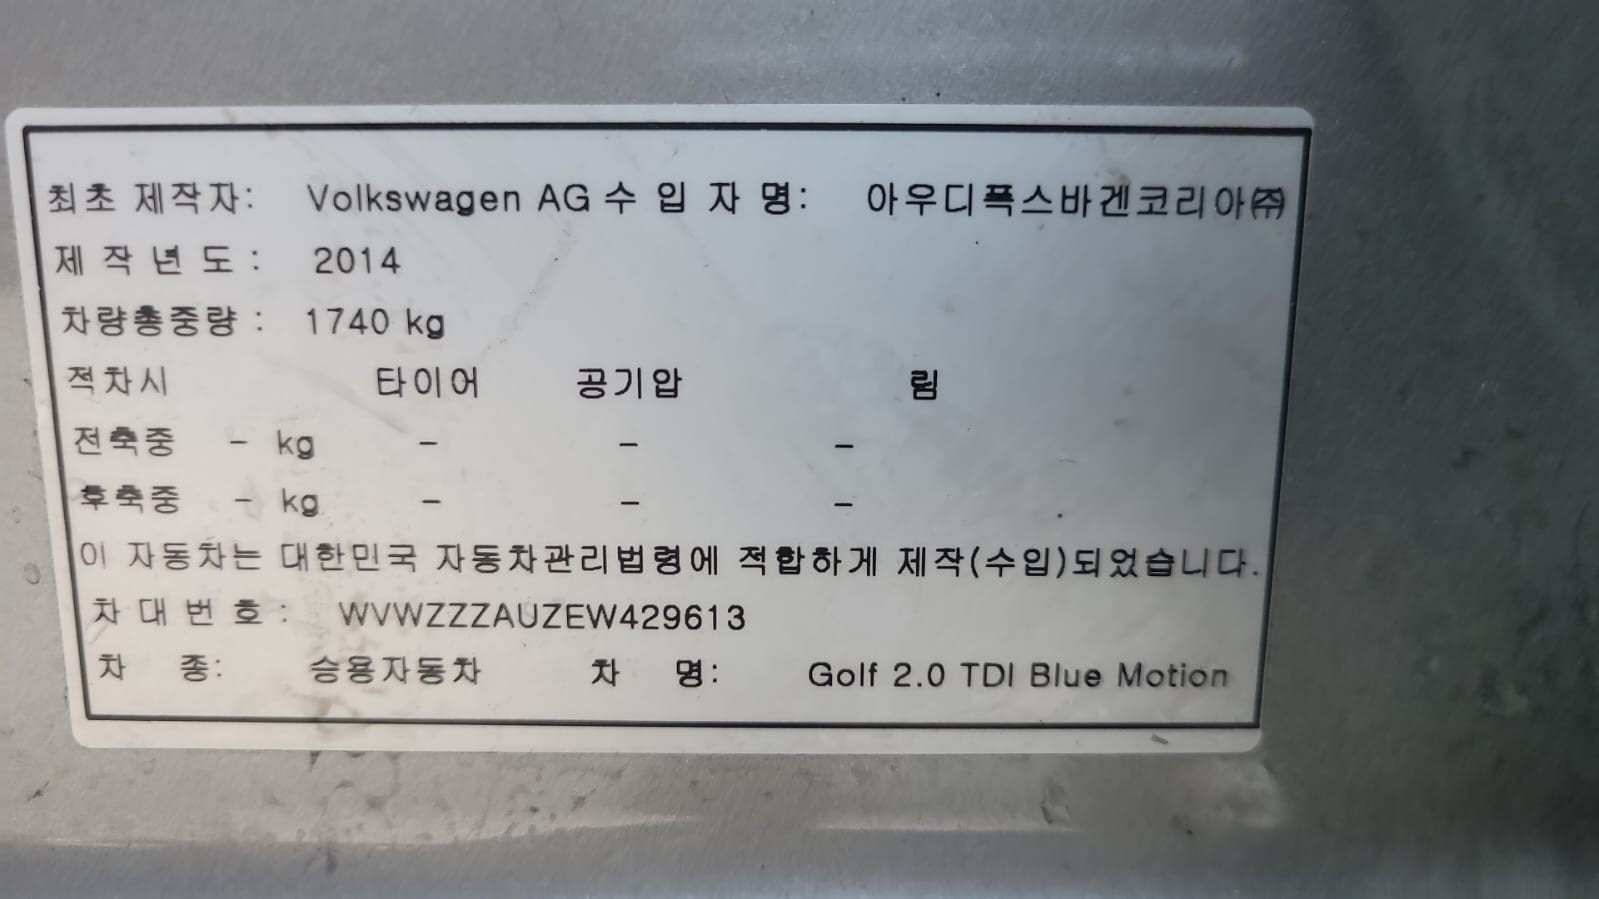 최초 제작자: Volkswagen AG 수 입 자 명: 아우디폭스바겐코리아㈜
제 작 년 도 : 2014
차량총중량 : 1740 kg
적차시 타이어 공기압 림
전축중 - kg - - -
후축중 - kg - - -
이 자동차는 대한민국 자동차관리법령에 적합하게 제작(수입)되었습니다.
차 대 번 호 : WVWZZZAUZEW429613
차 종: 승용자동차 차 명: Golf 2.0 TDI Blue Motion